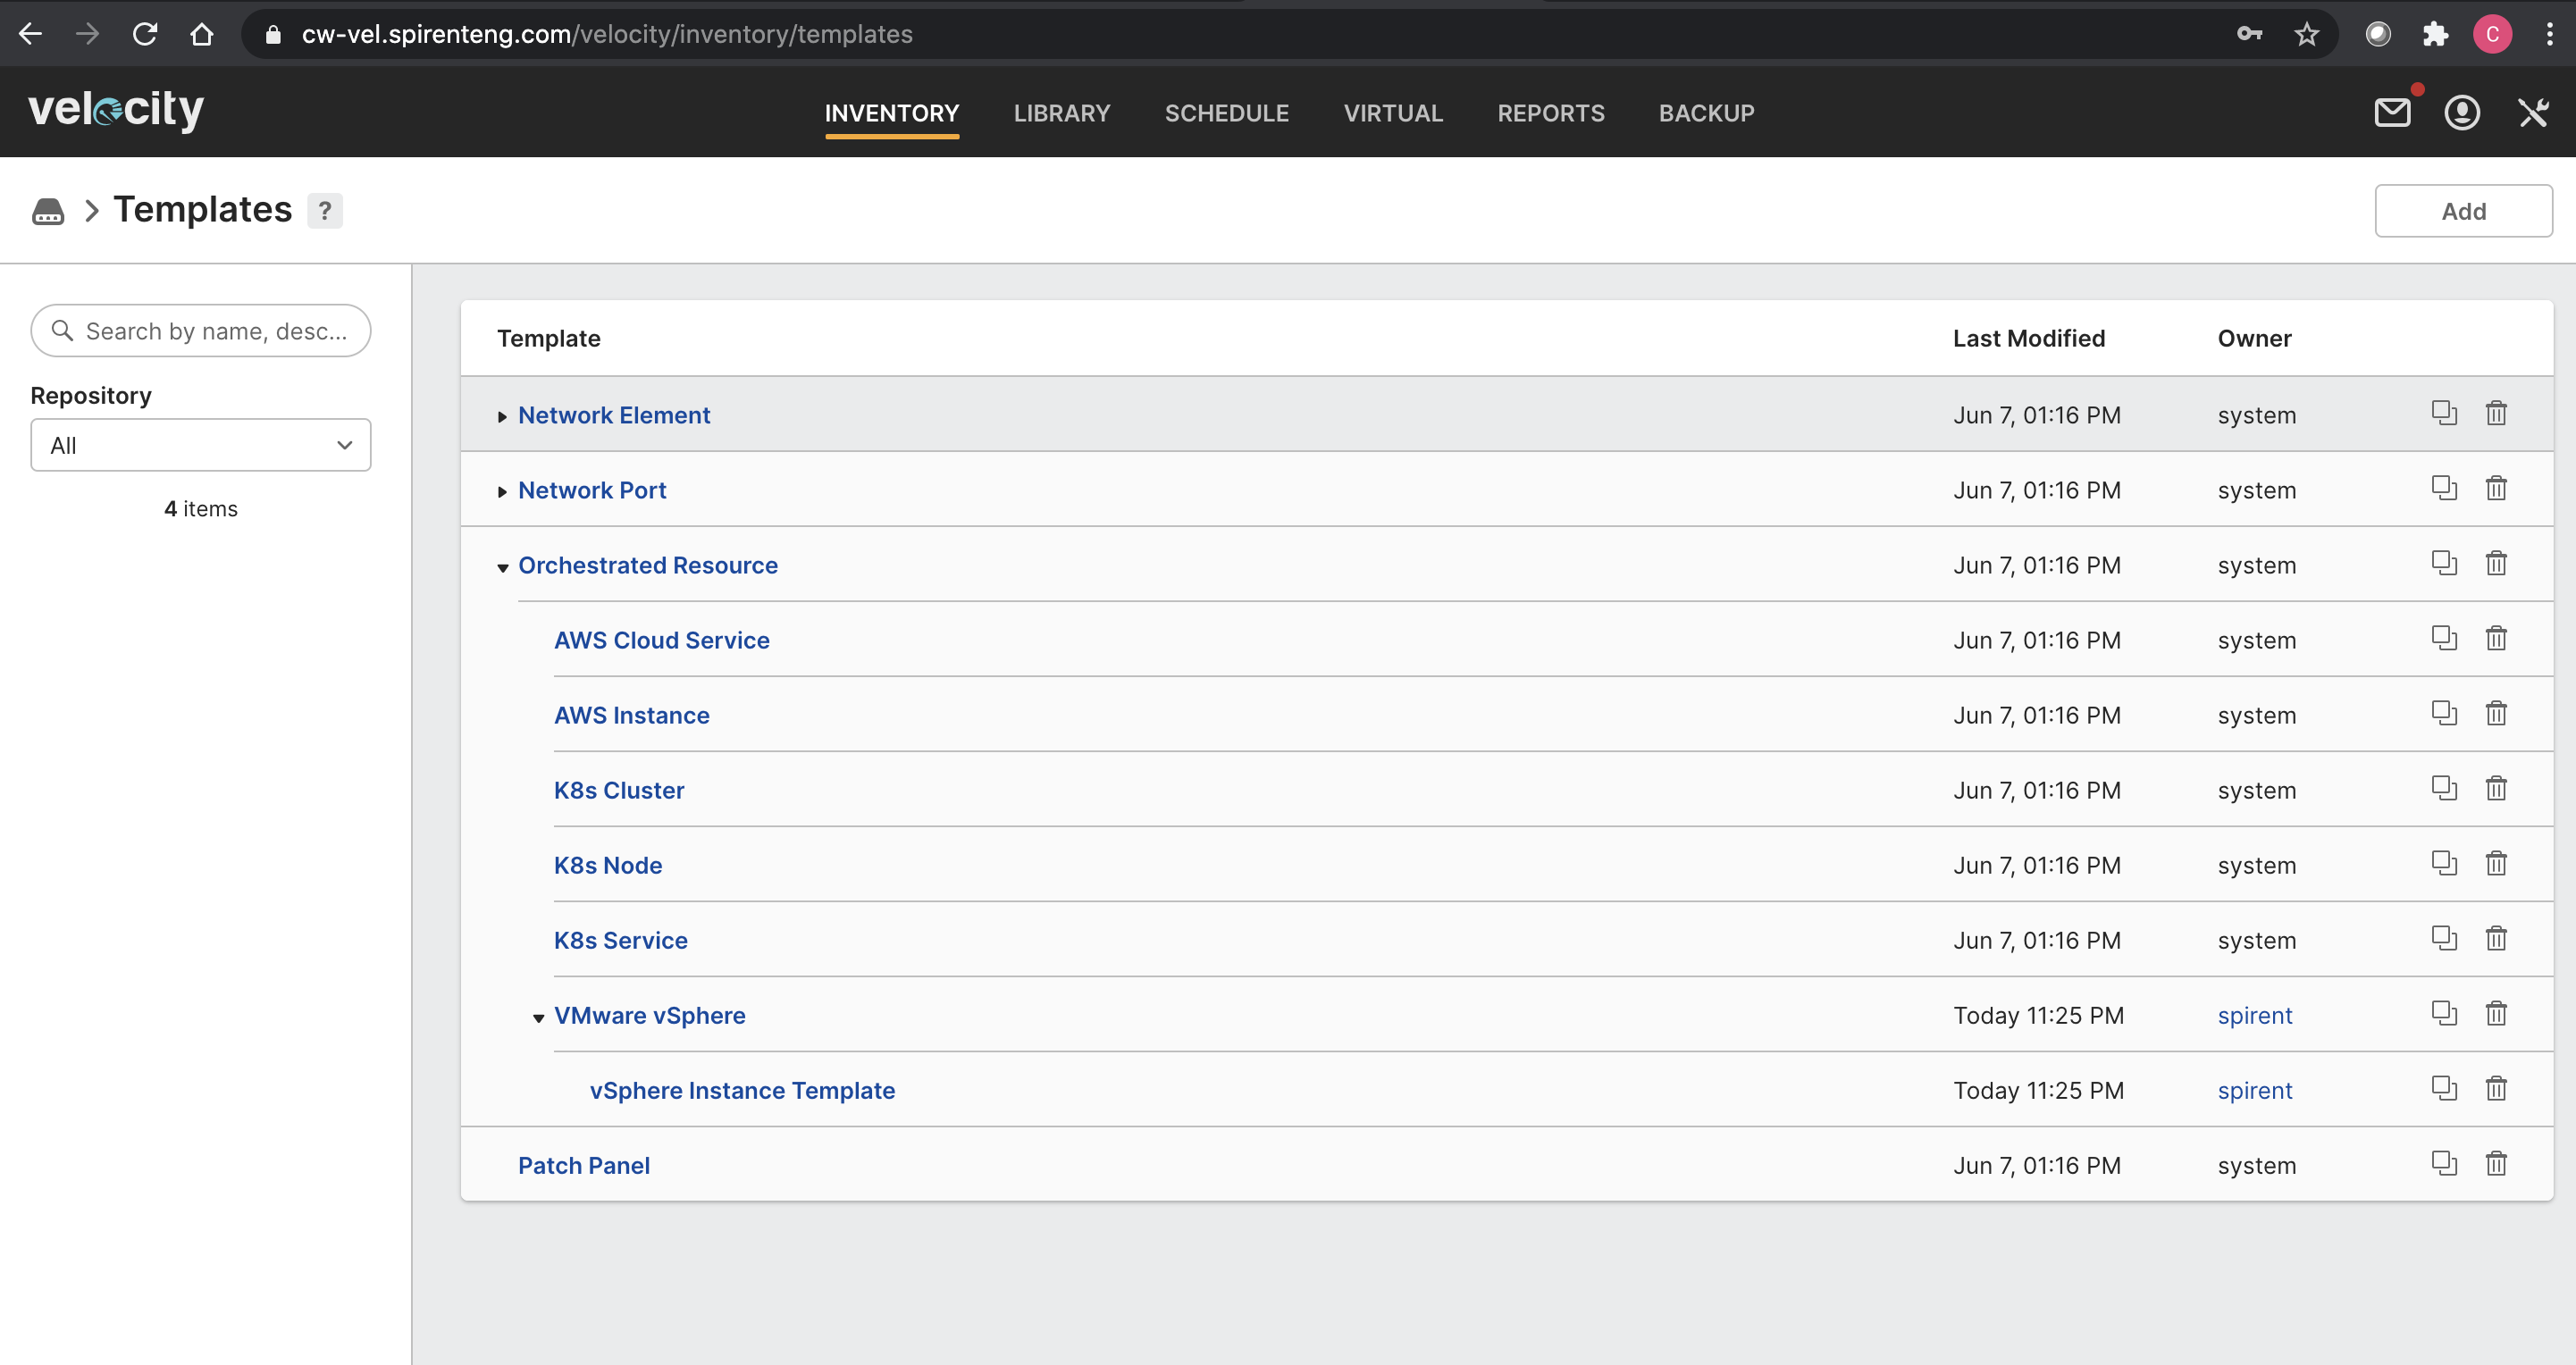 cw-vel.spirenteng.com/velocity/inventory/templates
C
velocity
INVENTORY LIBRARY SCHEDULE VIRTUAL REPORTS BACKUP
Templates ?
Add
Search by name, desc...
Repository
All
4 items
Template Last Modified Owner
Network Element Jun 7, 01:16 PM system
Network Port Jun 7, 01:16 PM system
Orchestrated Resource Jun 7, 01:16 PM system
AWS Cloud Service Jun 7, 01:16 PM system
AWS Instance Jun 7, 01:16 PM system
K8s Cluster Jun 7, 01:16 PM system
K8s Node Jun 7, 01:16 PM system
K8s Service Jun 7, 01:16 PM system
VMware vSphere Today 11:25 PM spirent
vSphere Instance Template Today 11:25 PM spirent
Patch Panel Jun 7, 01:16 PM system